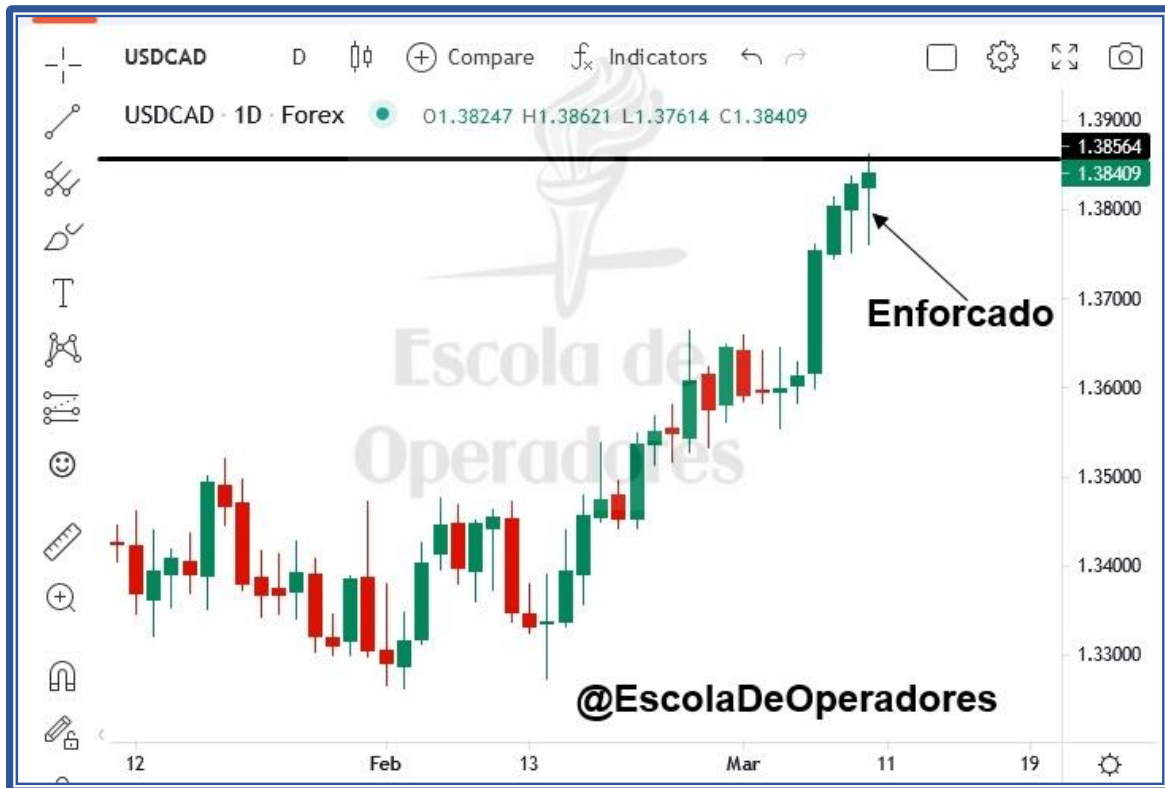 USDCAD D Compare fx Indicators
USDCAD · 1D · Forex O1.38247 H1.38621 L1.37614 C1.38409
1.39000
1.38564
1.38409
1.38000
1.37000
Enforcado
1.36000
Escola de
Operadores
1.35000
1.34000
1.33000
@EscolaDeOperadores
12 Feb 13 Mar 11 19
T